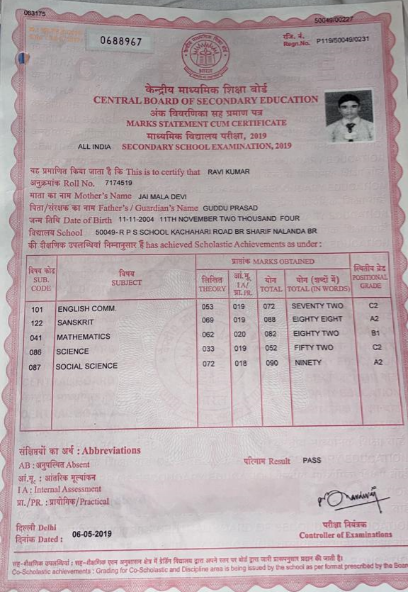 063175
50049/00227
0688967
रजि. नं.
Regn.No. P119/50049/0231
केन्द्रीय माध्यमिक शिक्षा बोर्ड
CENTRAL BOARD OF SECONDARY EDUCATION
अंक विवरणिका सह प्रमाण पत्र
MARKS STATEMENT CUM CERTIFICATE
माध्यमिक विद्यालय परीक्षा, 2019
ALL INDIA SECONDARY SCHOOL EXAMINATION, 2019
यह प्रमाणित किया जाता है कि This is to certify that RAVI KUMAR
अनुक्रमांक Roll No. 7174519
माता का नाम Mother's Name JAI MALA DEVI
पिता/संरक्षक का नाम Father's / Guardian's Name GUDDU PRASAD
जन्म तिथि Date of Birth 11-11-2004 11TH NOVEMBER TWO THOUSAND FOUR
विद्यालय School 50049- R P S SCHOOL KACHAHARI ROAD BR SHARIF NALANDA BR
की शैक्षणिक उपलब्धियां निम्नानुसार है has achieved Scholastic Achievements as under :
प्राप्तांक MARKS OBTAINED
विषय कोड विषय लिखित आं.मू. योग योग (शब्दों में) स्थितीय ग्रेड
SUB. CODE SUBJECT THEORY IA/ प्रा./PR. TOTAL TOTAL (IN WORDS) POSITIONAL GRADE
101 ENGLISH COMM. 053 019 072 SEVENTY TWO C2
122 SANSKRIT 069 019 088 EIGHTY EIGHT A2
041 MATHEMATICS 062 020 082 EIGHTY TWO B1
086 SCIENCE 033 019 052 FIFTY TWO C2
087 SOCIAL SCIENCE 072 018 090 NINETY A2
संक्षिप्तियों का अर्थ : Abbreviations
AB : अनुपस्थित Absent
परिणाम Result PASS
आं.मू. : आंतरिक मूल्यांकन
I A : Internal Assessment
प्रा./PR. : प्रायोगिक/Practical
दिल्ली Delhi
दिनांक Dated : 06-05-2019
परीक्षा नियंत्रक
Controller of Examinations
Co-Scholastic achievements : Grading for Co-Scholastic and Discipline area is being issued by the school as per format prescribed by the Board